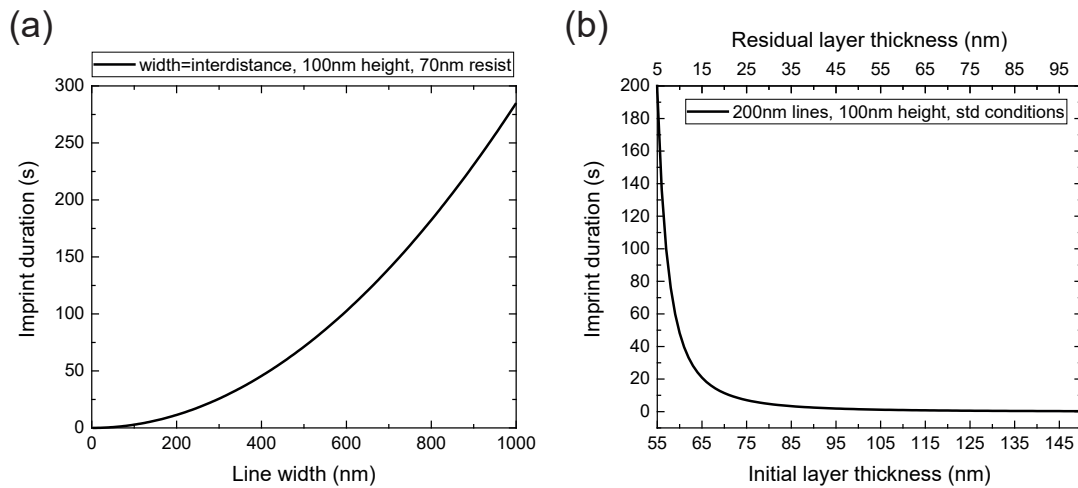 (a)
width=interdistance, 100nm height, 70nm resist
300
250
200
150
100
50
0
Imprint duration (s)
0 200 400 600 800 1000
Line width (nm)
(b)
Residual layer thickness (nm)
5 15 25 35 45 55 65 75 85 95
200nm lines, 100nm height, std conditions
200
180
160
140
120
100
80
60
40
20
0
Imprint duration (s)
55 65 75 85 95 105 115 125 135 145
Initial layer thickness (nm)